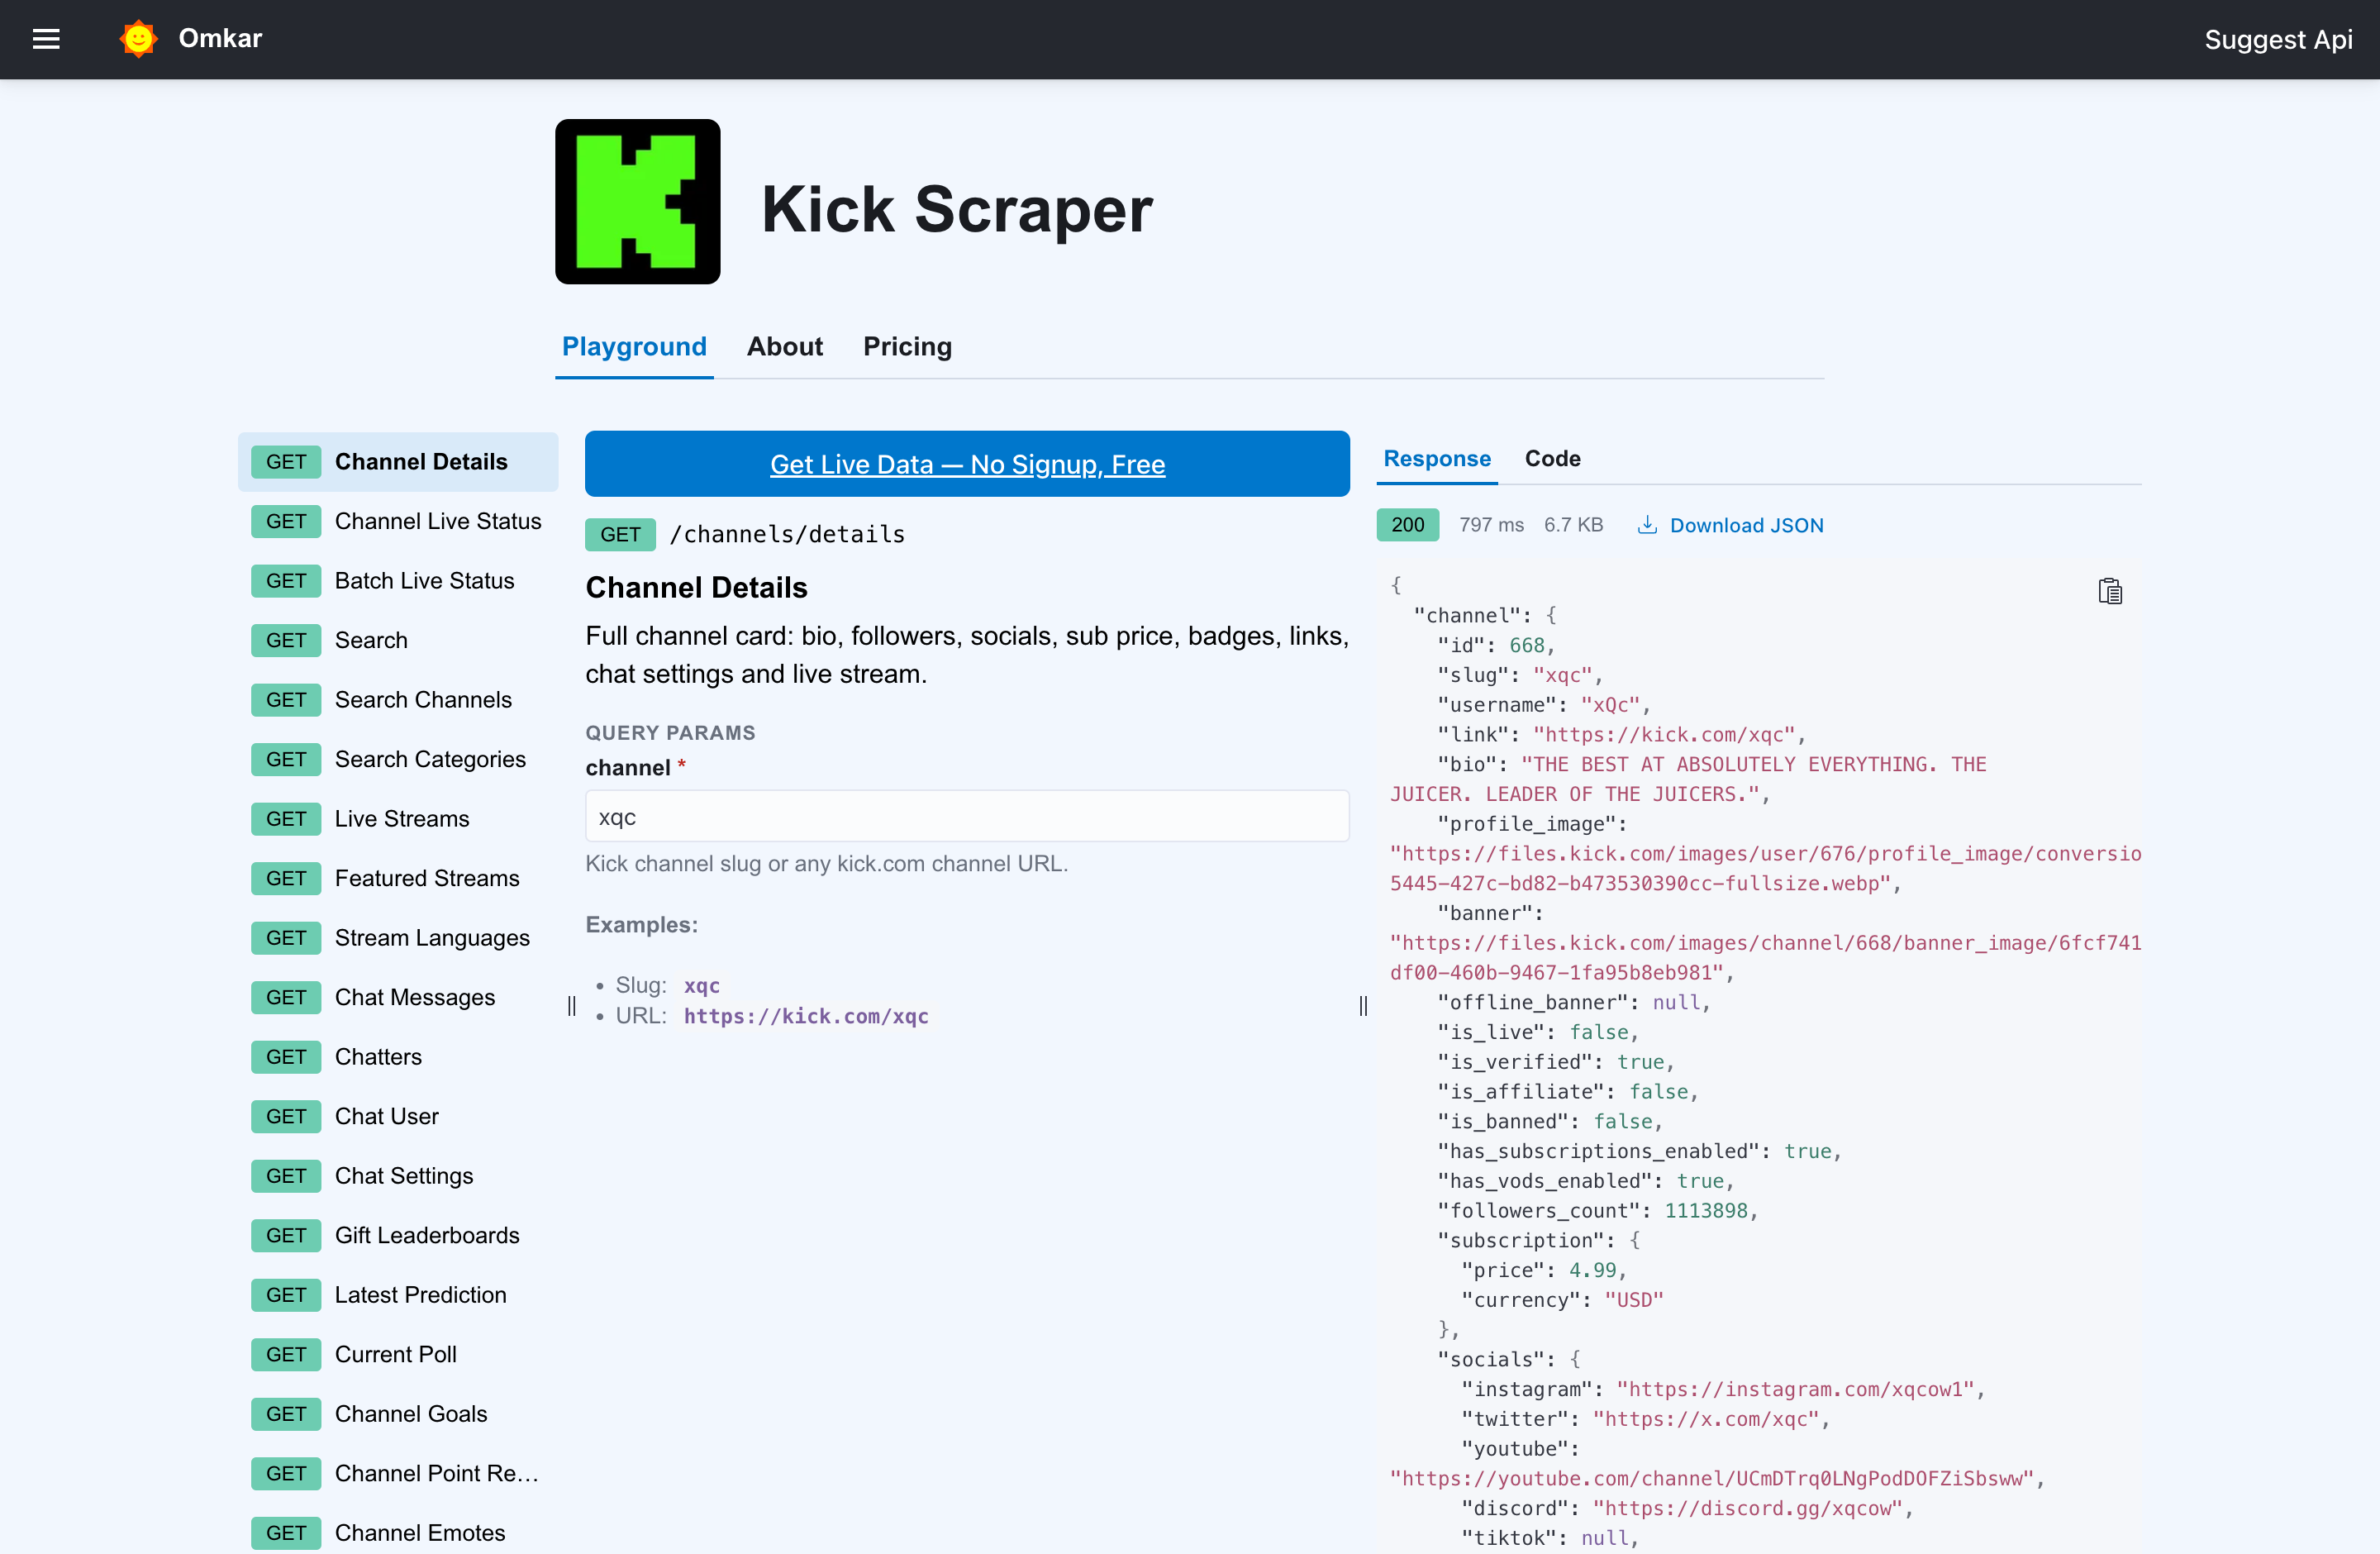 Omkar
Suggest Api
Kick Scraper
Playground
About
Pricing
GET Channel Details
GET Channel Live Status
GET Batch Live Status
GET Search
GET Search Channels
GET Search Categories
GET Live Streams
GET Featured Streams
GET Stream Languages
GET Chat Messages
GET Chatters
GET Chat User
GET Chat Settings
GET Gift Leaderboards
GET Latest Prediction
GET Current Poll
GET Channel Goals
GET Channel Point Re…
GET Channel Emotes
Get Live Data — No Signup, Free
GET /channels/details
Channel Details
Full channel card: bio, followers, socials, sub price, badges, links,
chat settings and live stream.
QUERY PARAMS
channel *
xqc
Kick channel slug or any kick.com channel URL.
Examples:
• Slug: xqc
• URL: https://kick.com/xqc
Response
Code
200 797 ms 6.7 KB Download JSON
{
"channel": {
"id": 668,
"slug": "xqc",
"username": "xQc",
"link": "https://kick.com/xqc",
"bio": "THE BEST AT ABSOLUTELY EVERYTHING. THE
JUICER. LEADER OF THE JUICERS.",
"profile_image":
"https://files.kick.com/images/user/676/profile_image/conversio
5445-427c-bd82-b473530390cc-fullsize.webp",
"banner":
"https://files.kick.com/images/channel/668/banner_image/6fcf741
df00-460b-9467-1fa95b8eb981",
"offline_banner": null,
"is_live": false,
"is_verified": true,
"is_affiliate": false,
"is_banned": false,
"has_subscriptions_enabled": true,
"has_vods_enabled": true,
"followers_count": 1113898,
"subscription": {
"price": 4.99,
"currency": "USD"
},
"socials": {
"instagram": "https://instagram.com/xqcow1",
"twitter": "https://x.com/xqc",
"youtube":
"https://youtube.com/channel/UCmDTrq0LNgPodDOFZiSbsww",
"discord": "https://discord.gg/xqcow",
"tiktok": null,